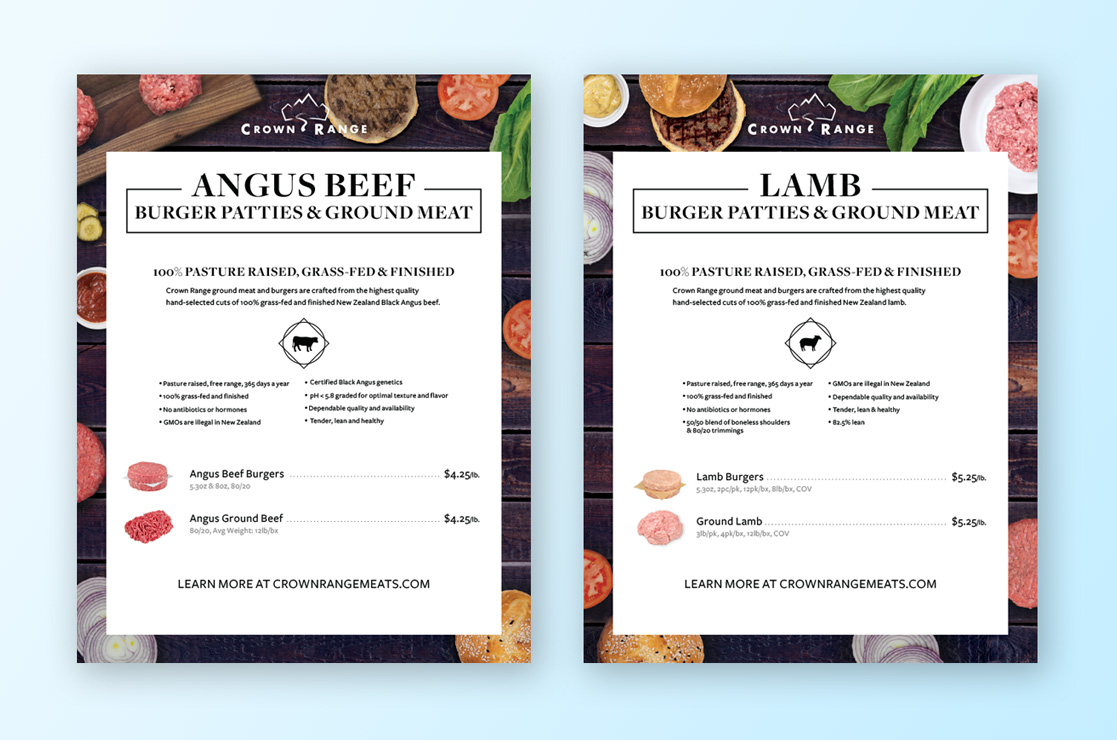 CROWN RANGE
ANGUS BEEF
BURGER PATTIES & GROUND MEAT
100% PASTURE RAISED, GRASS-FED & FINISHED
Crown Range ground meat and burgers are crafted from the highest quality
hand-selected cuts of 100% grass-fed and finished New Zealand Black Angus beef.
• Pasture raised, free range, 365 days a year
• 100% grass-fed and finished
• No antibiotics or hormones
• GMOs are illegal in New Zealand
• Certified Black Angus genetics
• pH < 5.8 graded for optimal texture and flavor
• Dependable quality and availability
• Tender, lean and healthy
Angus Beef Burgers $4.25/lb.
5.3oz & 8oz, 80/20
Angus Ground Beef $4.25/lb.
80/20, Avg Weight: 12lb/bx
LEARN MORE AT CROWNRANGEMEATS.COM
CROWN RANGE
LAMB
BURGER PATTIES & GROUND MEAT
100% PASTURE RAISED, GRASS-FED & FINISHED
Crown Range ground meat and burgers are crafted from the highest quality
hand-selected cuts of 100% grass-fed and finished New Zealand lamb.
• Pasture raised, free range, 365 days a year
• 100% grass-fed and finished
• No antibiotics or hormones
• 50/50 blend of boneless shoulders
& 80/20 trimmings
• GMOs are illegal in New Zealand
• Dependable quality and availability
• Tender, lean & healthy
• 82.5% lean
Lamb Burgers $5.25/lb.
5.3oz, 2pc/pk, 12pk/bx, 8lb/bx, COV
Ground Lamb $5.25/lb.
3lb/pk, 4pk/bx, 12lb/bx, COV
LEARN MORE AT CROWNRANGEMEATS.COM